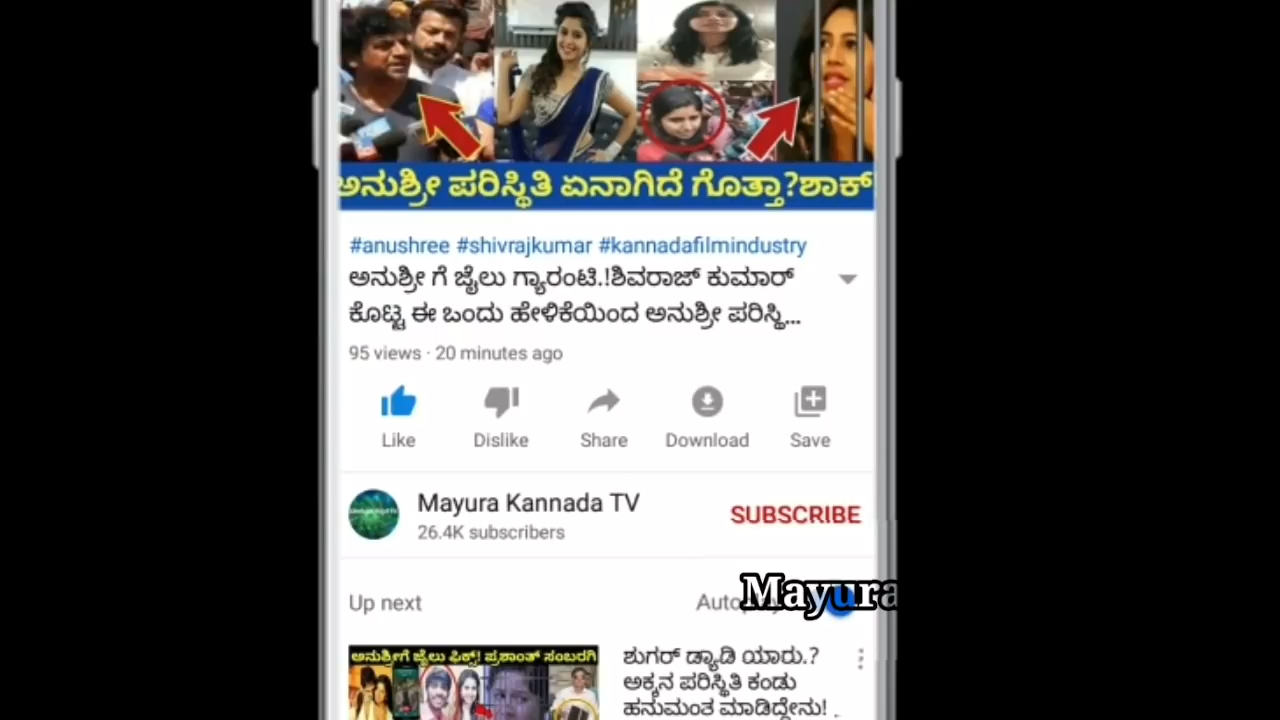 ಅನುಶ್ರೀ ಪರಿಸ್ಥಿತಿ ಏನಾಗಿದೆ ಗೊತ್ತಾ?ಶಾಕ್
#anushree #shivrajkumar #kannadafilmindustry
ಅನುಶ್ರೀ ಗೆ ಜೈಲು ಗ್ಯಾರಂಟಿ.!ಶಿವರಾಜ್ ಕುಮಾರ್
ಕೊಟ್ಟ ಈ ಒಂದು ಹೇಳಿಕೆಯಿಂದ ಅನುಶ್ರೀ ಪರಿಸ್ಥಿ...
95 views · 20 minutes ago
Like Dislike Share Download Save
Mayura Kannada TV
26.4K subscribers
SUBSCRIBE
Up next
Mayura
ಅನುಶ್ರೀಗೆ ಜೈಲು ಫಿಕ್ಸ್! ಪ್ರಶಾಂತ್ ಸಂಬರಗಿ
ಶುಗರ್ ಡ್ಯಾಡಿ ಯಾರು.?
ಅಕ್ಕನ ಪರಿಸ್ಥಿತಿ ಕಂಡು
ಹನುಮಂತ ಮಾಡಿದ್ದೇನು!